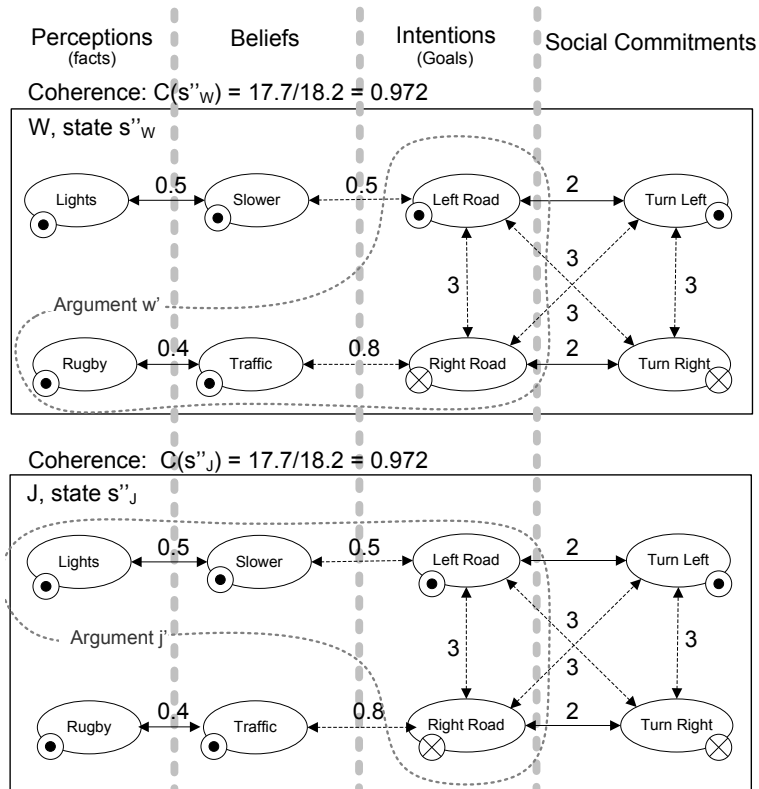 Perceptions Beliefs Intentions Social Commitments
(facts) (Goals)
Coherence: C(s''W) = 17.7/18.2 = 0.972
W, state s''W
Lights 0.5 Slower 0.5 Left Road 2 Turn Left
3 3 3 3
Argument w'
Rugby 0.4 Traffic 0.8 Right Road 2 Turn Right
Coherence: C(s''J) = 17.7/18.2 = 0.972
J, state s''J
Lights 0.5 Slower 0.5 Left Road 2 Turn Left
3 3 3 3
Argument j'
Rugby 0.4 Traffic 0.8 Right Road 2 Turn Right